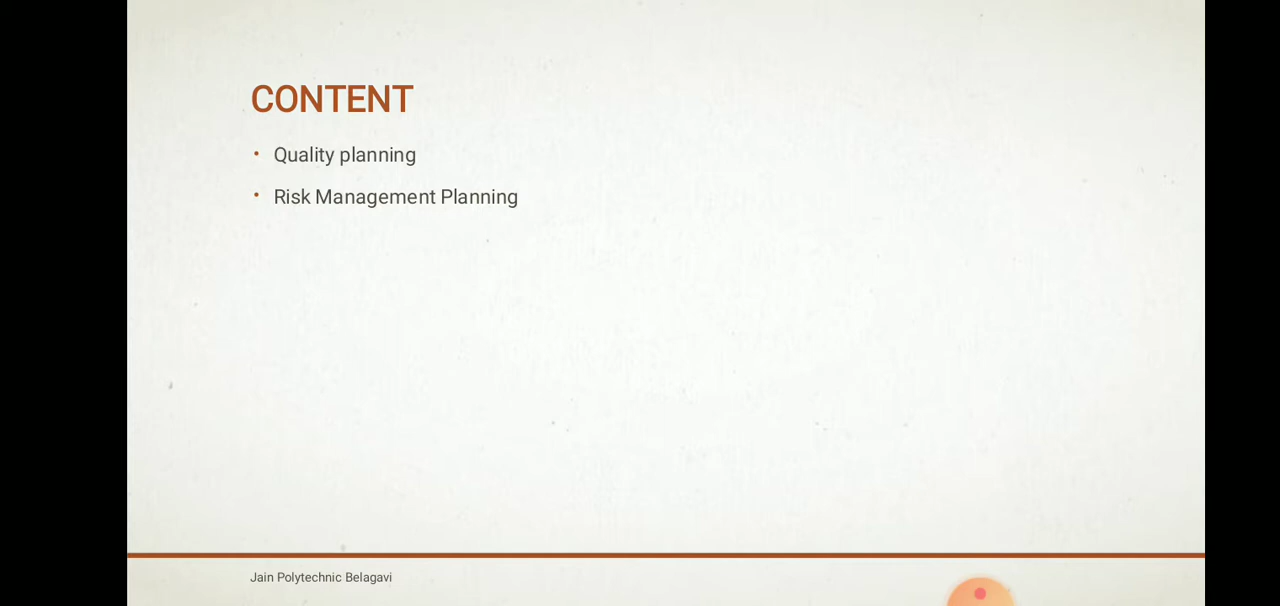 CONTENT
• Quality planning
• Risk Management Planning
Jain Polytechnic Belagavi